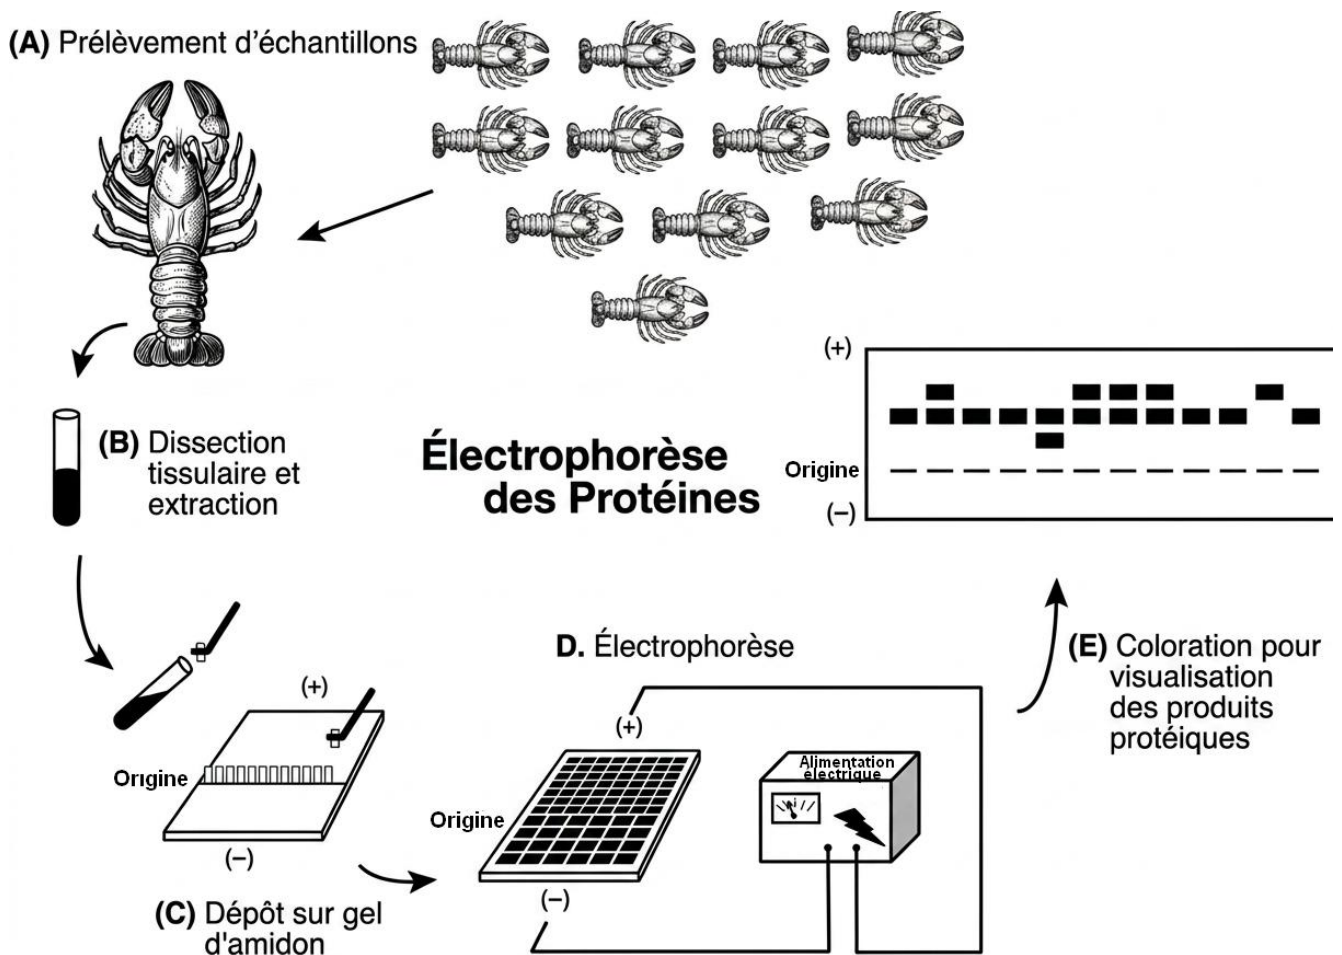 (A) Prélèvement d'échantillons
(B) Dissection
tissulaire et
extraction
Électrophorèse
des Protéines
(+)
Origine
(–)
(+)
Origine
(–)
(C) Dépôt sur gel
d'amidon
D. Électrophorèse
(+)
Origine
(–)
Alimentation
électrique
(E) Coloration pour
visualisation
des produits
protéiques